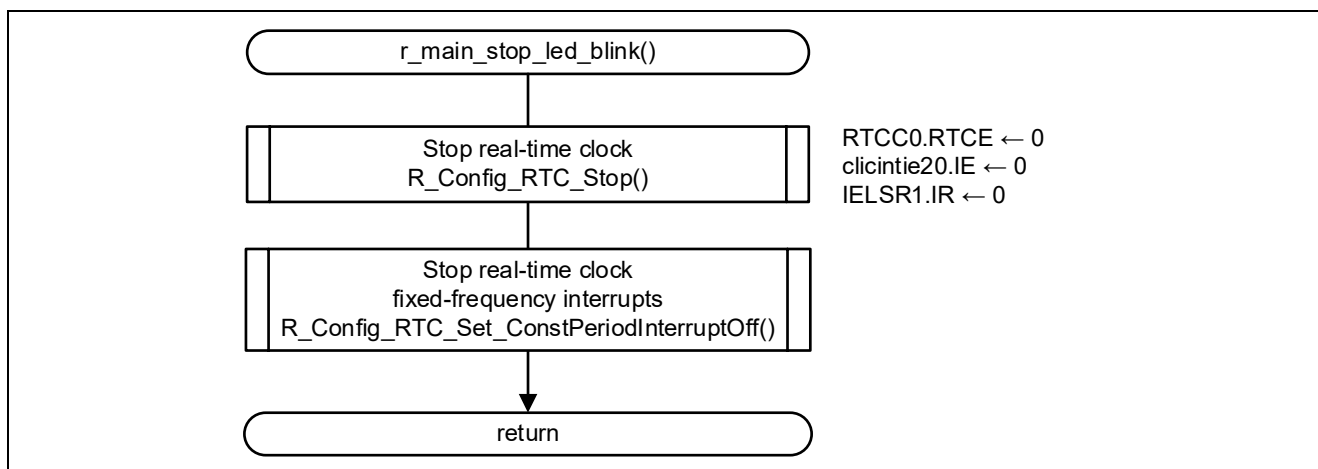 r_main_stop_led_blink()
Stop real-time clock
R_Config_RTC_Stop()
RTCC0.RTCE ← 0
clicintie20.IE ← 0
IELSR1.IR ← 0
Stop real-time clock
fixed-frequency interrupts
R_Config_RTC_Set_ConstPeriodInterruptOff()
return